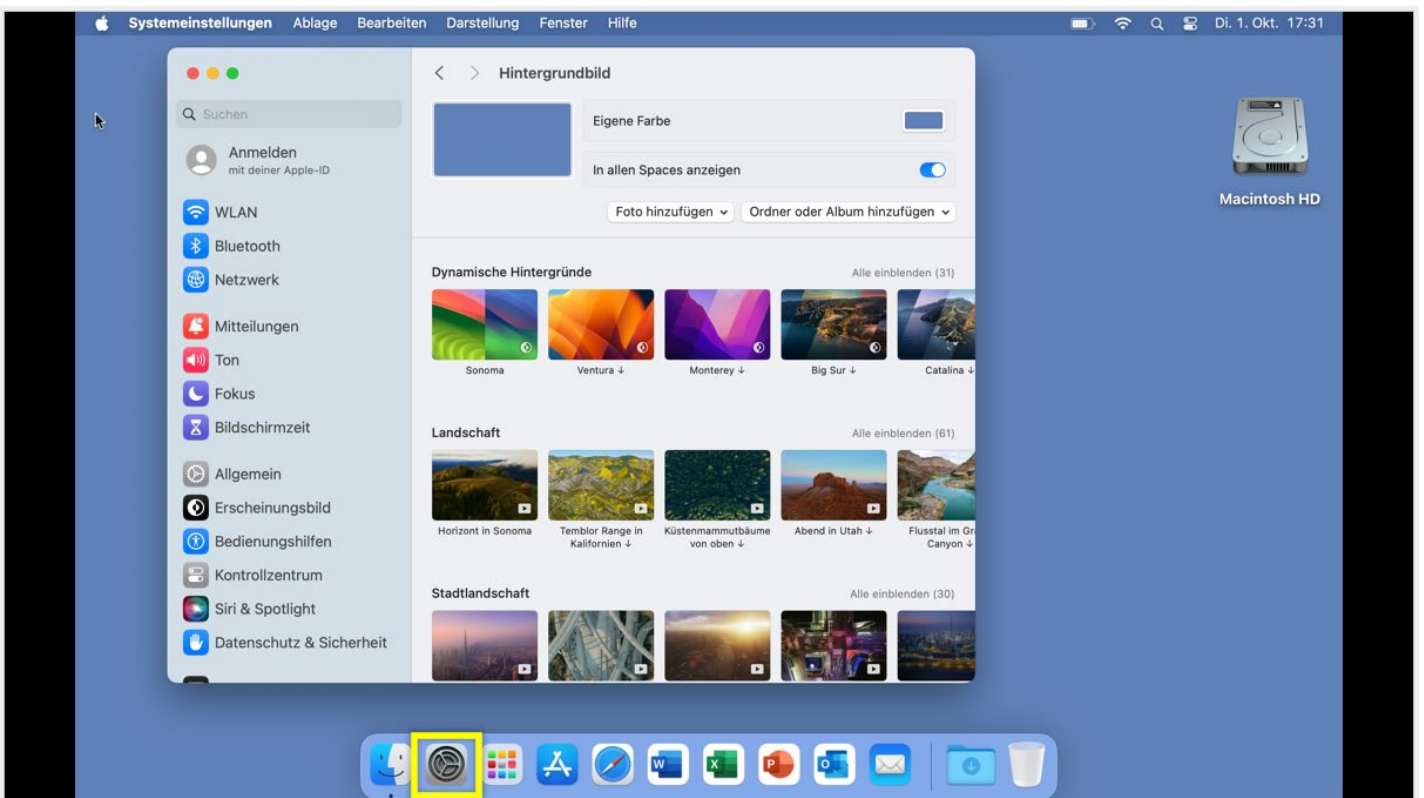 Systemeinstellungen Ablage Bearbeiten Darstellung Fenster Hilfe Di. 1. Okt. 17:31
Hintergrundbild
Suchen
Anmelden
mit deiner Apple-ID
WLAN
Bluetooth
Netzwerk
Mitteilungen
Ton
Fokus
Bildschirmzeit
Allgemein
Erscheinungsbild
Bedienungshilfen
Kontrollzentrum
Siri & Spotlight
Datenschutz & Sicherheit
Eigene Farbe
In allen Spaces anzeigen
Foto hinzufügen Ordner oder Album hinzufügen
Dynamische Hintergründe Alle einblenden (31)
Sonoma Ventura ↓ Monterey ↓ Big Sur ↓ Catalina ↓
Landschaft Alle einblenden (61)
Horizont in Sonoma Temblor Range in Küstenmammutbäume Abend in Utah ↓ Flusstal im Gr
Kalifornien ↓ von oben ↓ Canyon ↓
Stadtlandschaft Alle einblenden (30)
Macintosh HD
W X P O